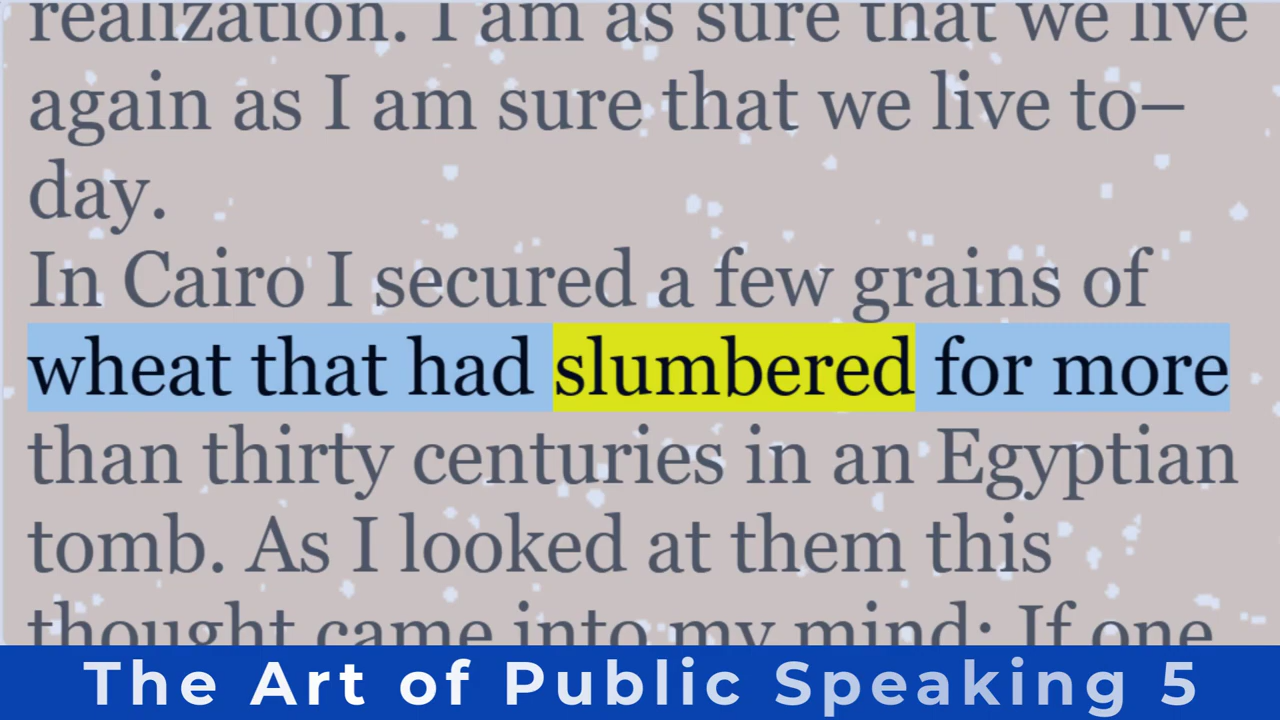 realization. I am as sure that we live
again as I am sure that we live to–
day.
In Cairo I secured a few grains of
wheat that had slumbered for more
than thirty centuries in an Egyptian
tomb. As I looked at them this
thought came into my mind: If one
The Art of Public Speaking 5